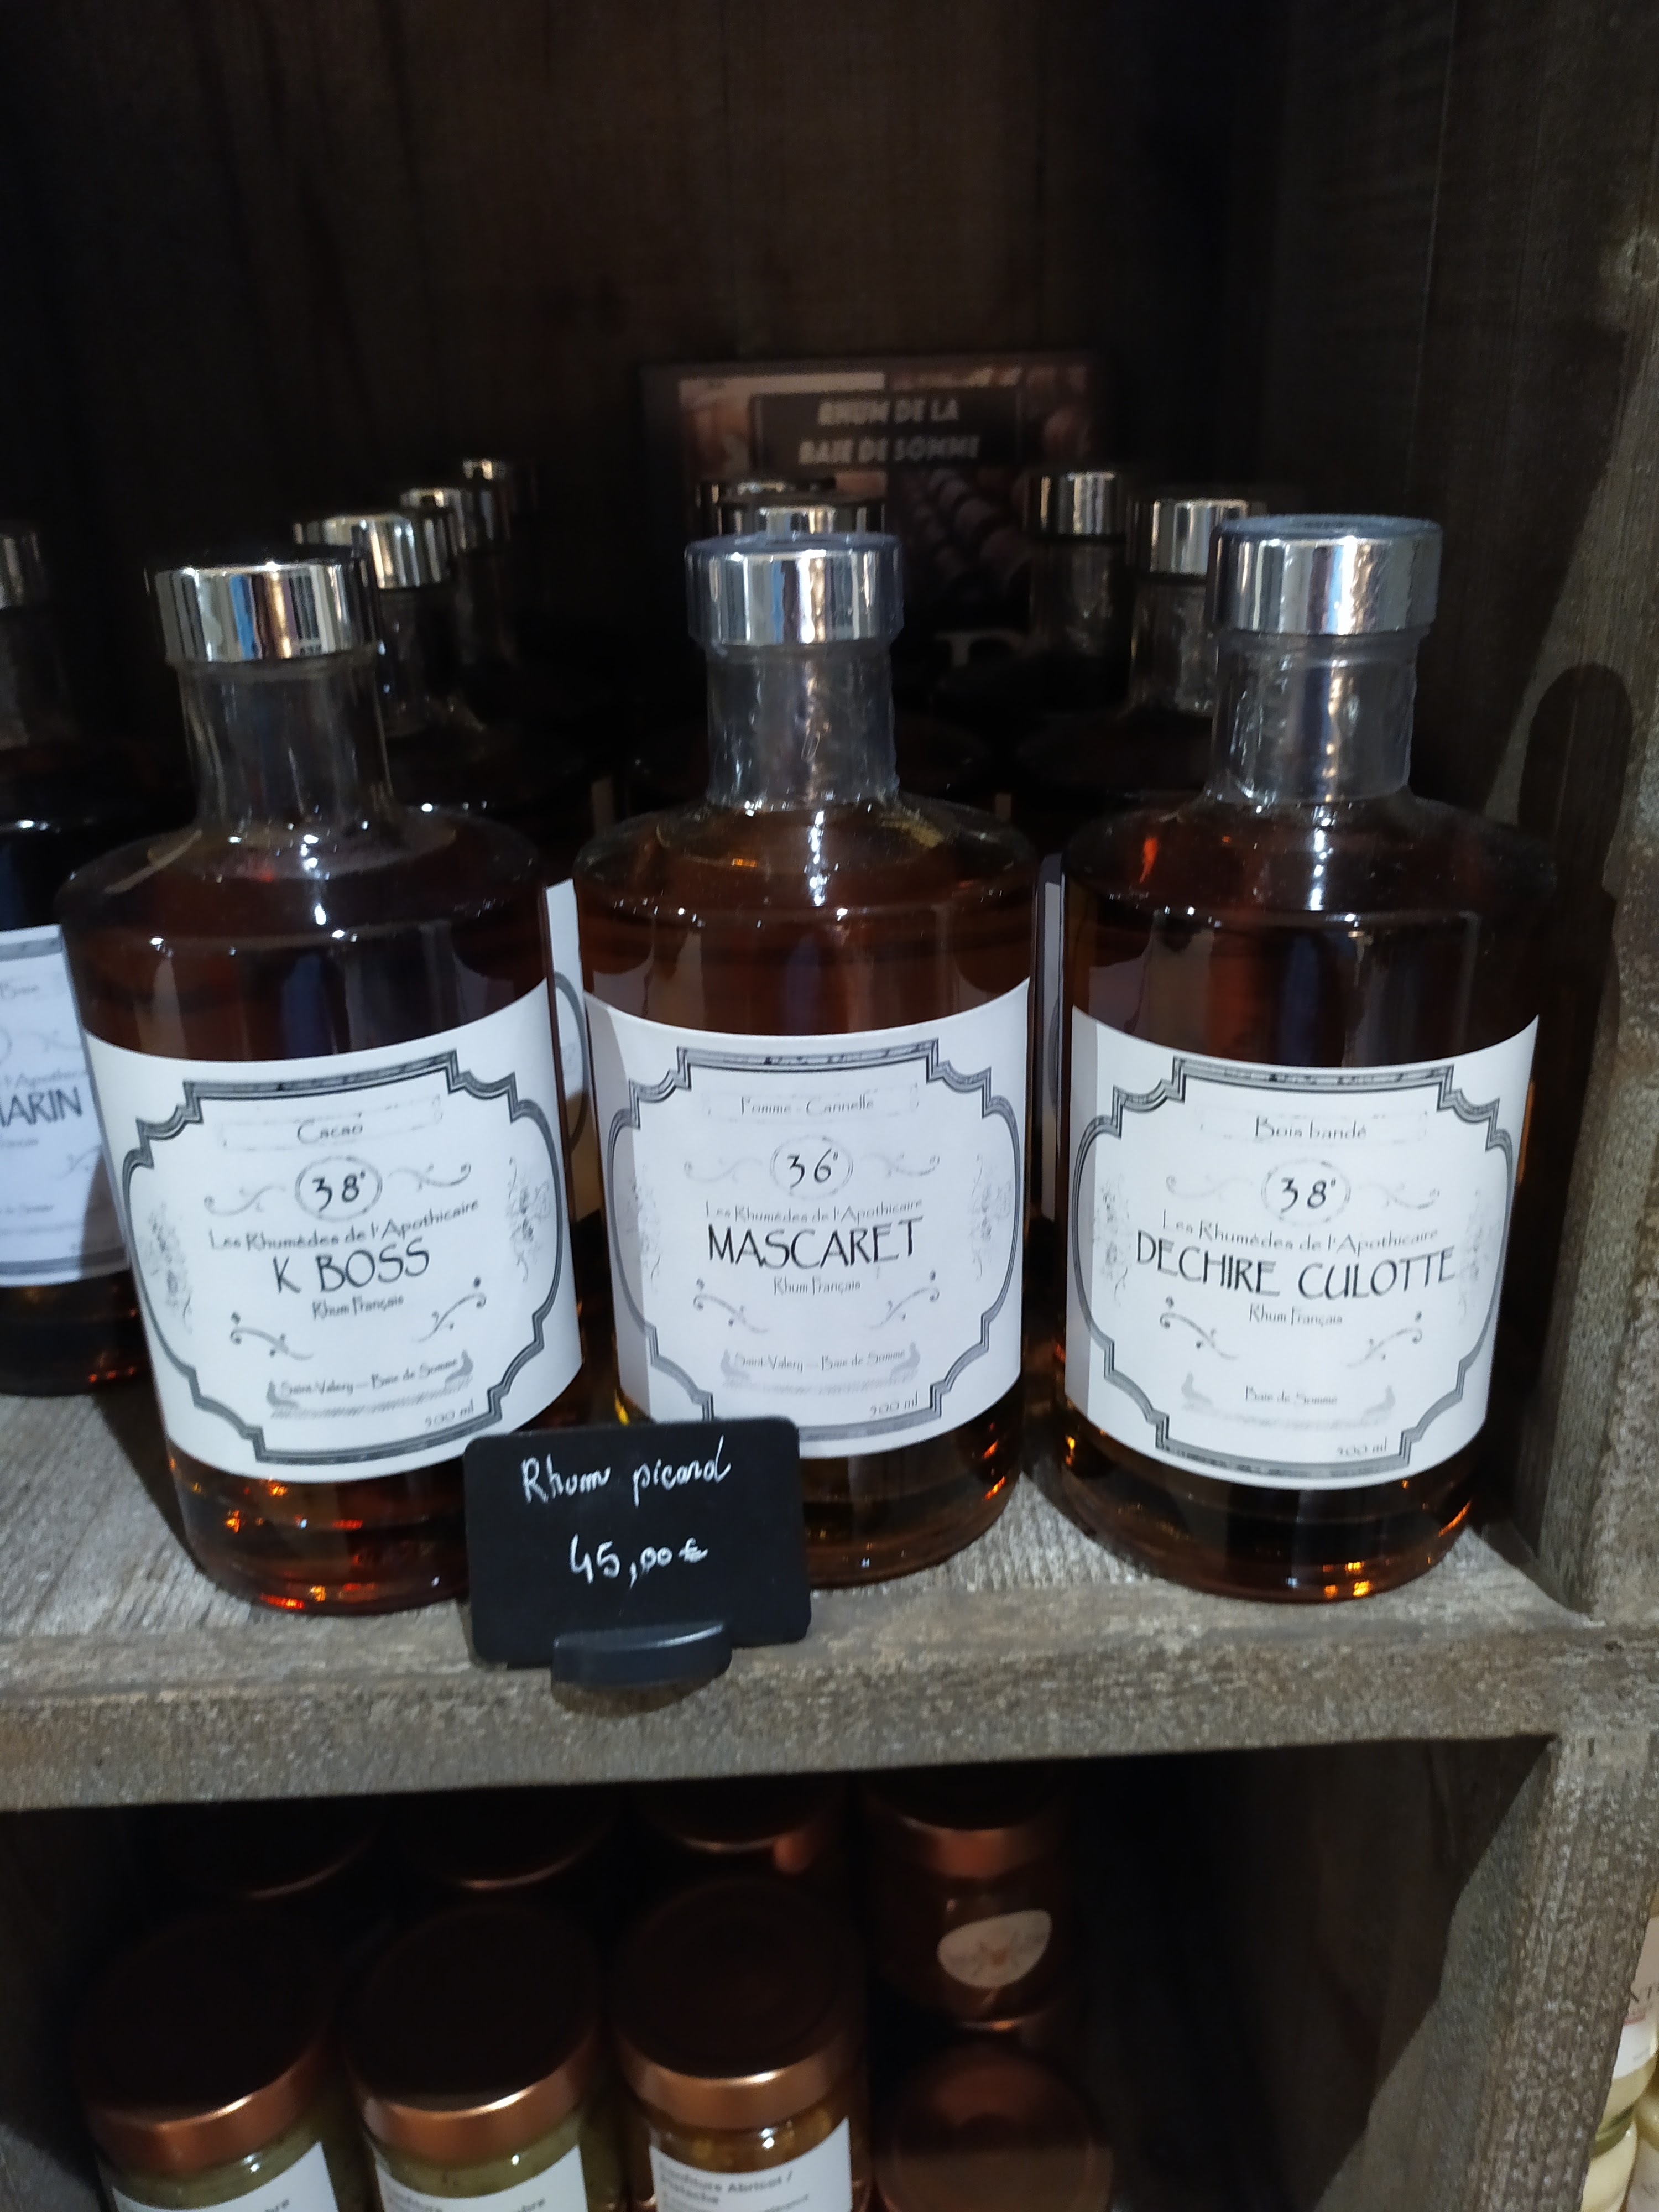 RHUM DE LA
BAIE DE SOMME
ARIN
Cacao
38°
Les Rhumèdes de l'Apothicaire
K BOSS
Rhum Français
Saint-Valery — Baie de Somme
500 ml
Pomme - Cannelle
36°
Les Rhumèdes de l'Apothicaire
MASCARET
Rhum Français
Saint-Valery — Baie de Somme
500 ml
Bois bandé
38°
Les Rhumèdes de l'Apothicaire
DECHIRE CULOTTE
Rhum Français
Baie de Somme
500 ml
Rhum picard
45,00€
Confiture Abricot /